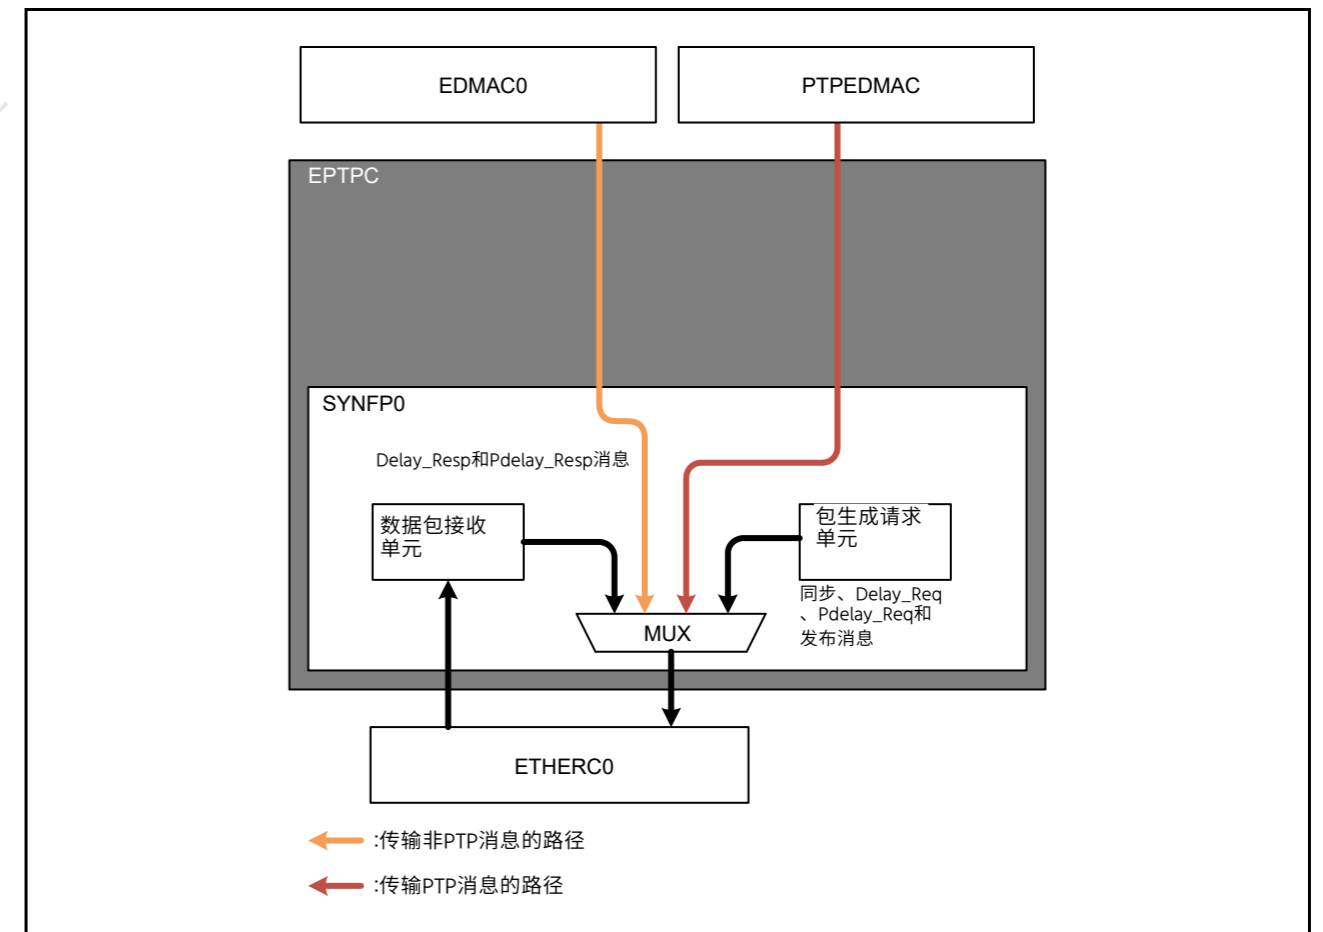 EDMAC0
PTPEDMAC
EPTPC
SYNFP0
Delay_Resp和Pdelay_Resp消息
数据包接收
单元
包生成请求
单元
同步、Delay_Req
、Pdelay_Req和
发布消息
MUX
ETHERC0
:传输非PTP消息的路径
:传输PTP消息的路径